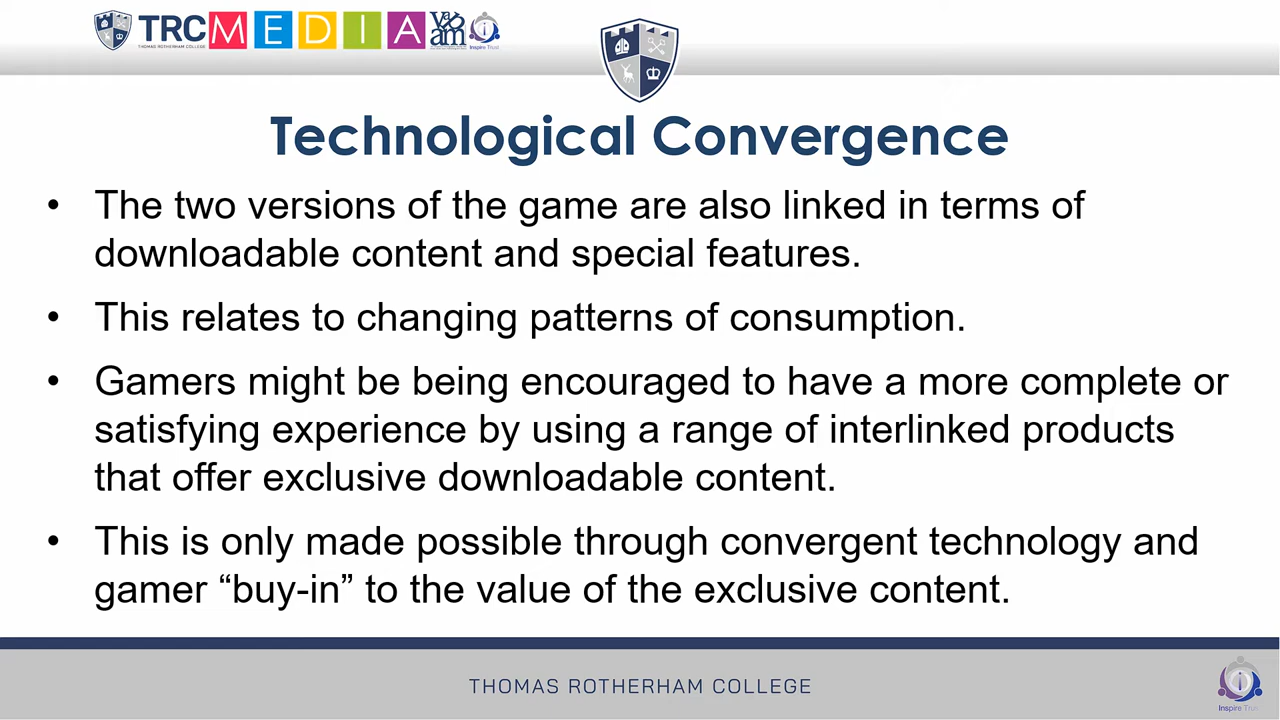 TRC MEDIA
THOMAS ROTHERHAM COLLEGE
Inspire Trust
Technological Convergence
• The two versions of the game are also linked in terms of
downloadable content and special features.
• This relates to changing patterns of consumption.
• Gamers might be being encouraged to have a more complete or
satisfying experience by using a range of interlinked products
that offer exclusive downloadable content.
• This is only made possible through convergent technology and
gamer “buy-in” to the value of the exclusive content.
THOMAS ROTHERHAM COLLEGE
Inspire Trust